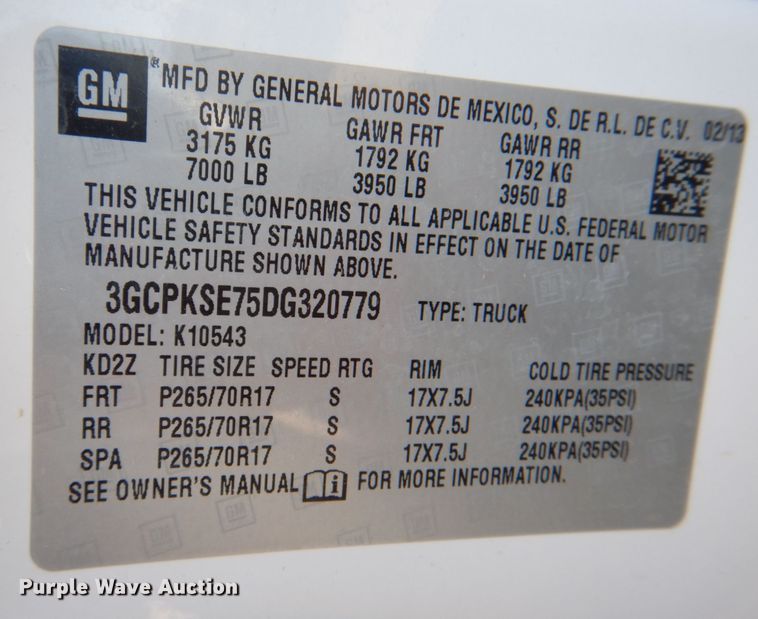 GM ® MFD BY GENERAL MOTORS DE MEXICO, S. DE R.L. DE C.V. 02/13
GVWR GAWR FRT GAWR RR
3175 KG 1792 KG 1792 KG
7000 LB 3950 LB 3950 LB
THIS VEHICLE CONFORMS TO ALL APPLICABLE U.S. FEDERAL MOTOR
VEHICLE SAFETY STANDARDS IN EFFECT ON THE DATE OF
MANUFACTURE SHOWN ABOVE.
3GCPKSE75DG320779 TYPE: TRUCK
MODEL: K10543
KD2Z TIRE SIZE SPEED RTG RIM COLD TIRE PRESSURE
FRT P265/70R17 S 17X7.5J 240KPA(35PSI)
RR P265/70R17 S 17X7.5J 240KPA(35PSI)
SPA P265/70R17 S 17X7.5J 240KPA(35PSI)
SEE OWNER'S MANUAL i FOR MORE INFORMATION.
Purple Wave Auction